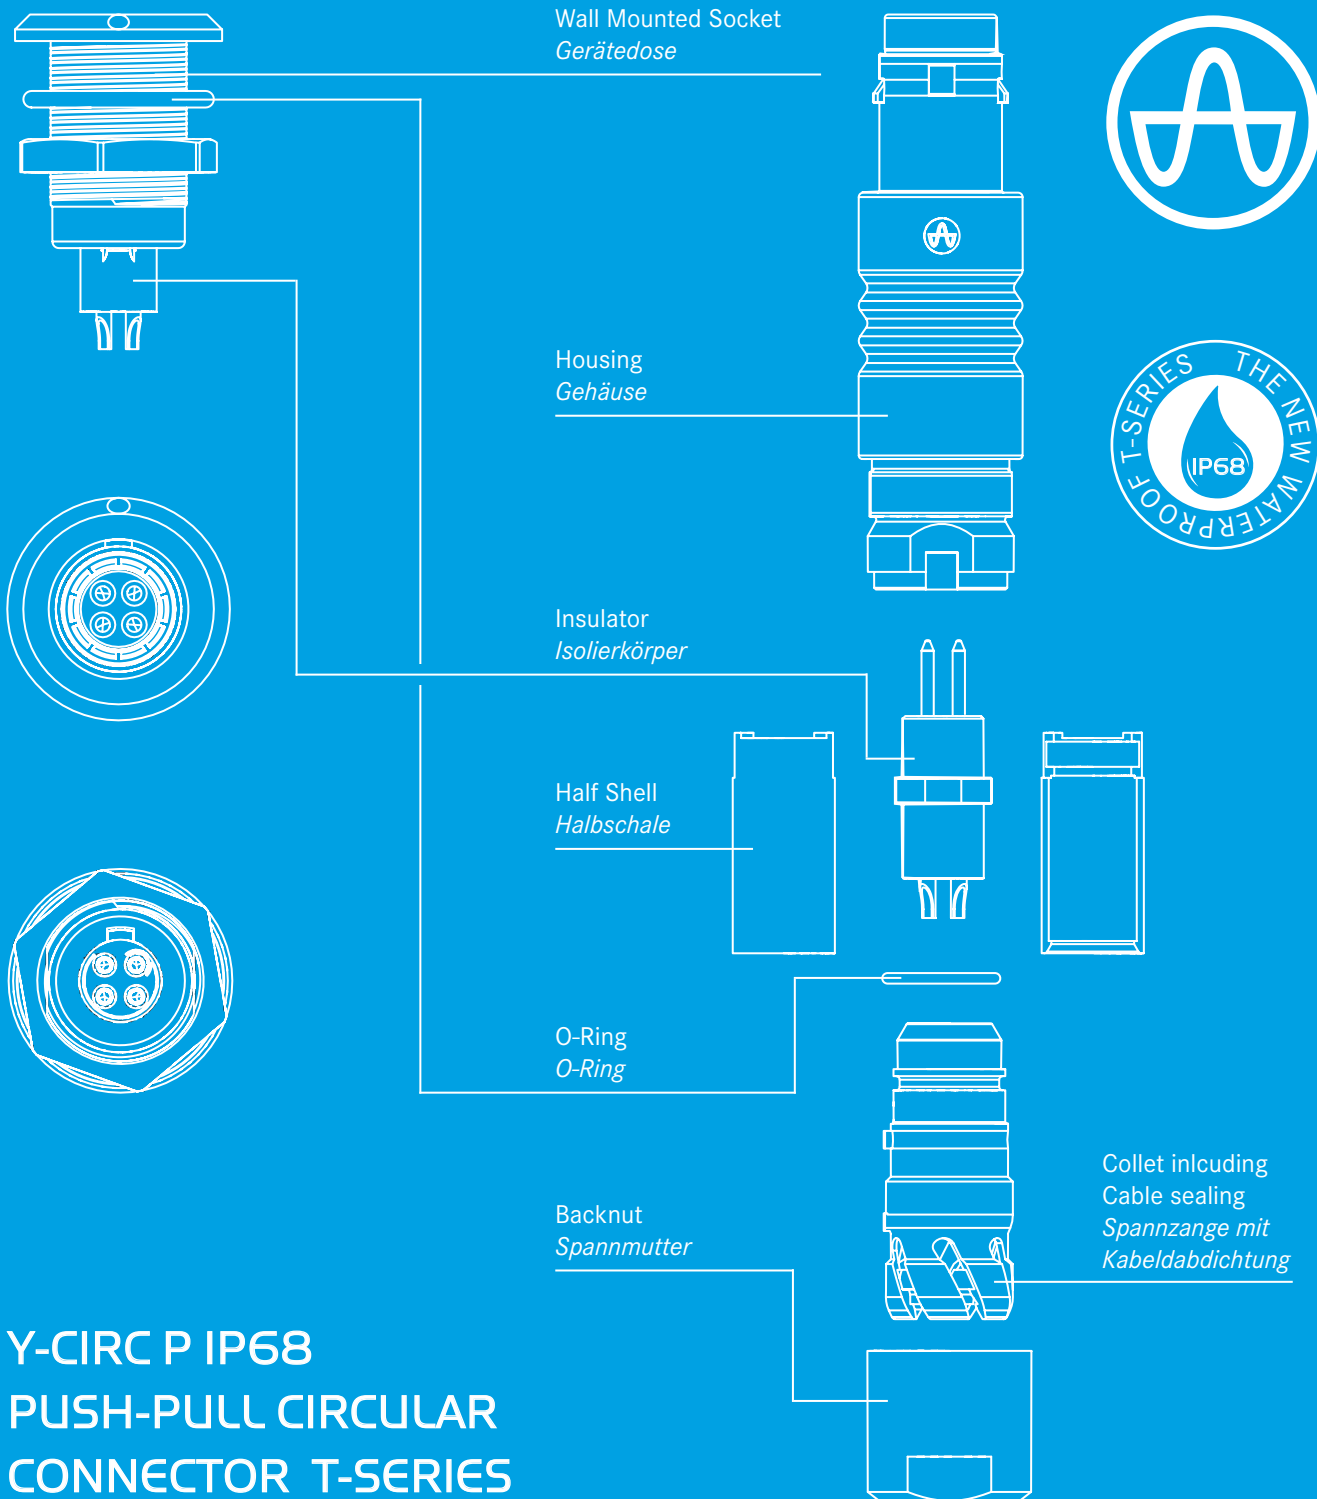 Wall Mounted Socket
Gerätedose
Housing
Gehäuse
THE NEW WATERPROOF T-SERIES
IP68
Insulator
Isolierkörper
Half Shell
Halbschale
O-Ring
O-Ring
Collet inlcuding
Cable sealing
Spannzange mit
Kabeldabdichtung
Backnut
Spannmutter
Y-CIRC P IP68
PUSH-PULL CIRCULAR
CONNECTOR T-SERIES